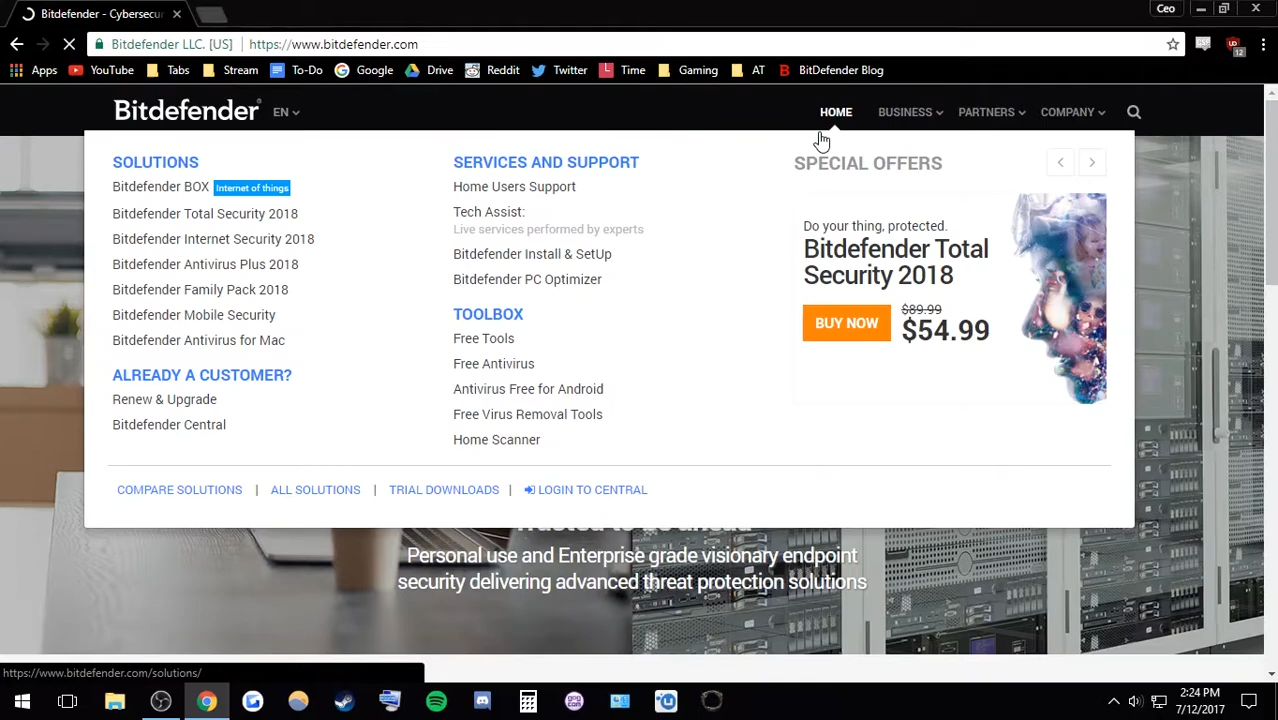 Bitdefender - Cybersecu
Ceo
Bitdefender LLC. [US] https://www.bitdefender.com
12
Apps YouTube Tabs Stream To-Do Google Drive Reddit Twitter Time Gaming AT BitDefender Blog
Bitdefender EN HOME BUSINESS PARTNERS COMPANY
SOLUTIONS
Bitdefender BOX Internet of things
Bitdefender Total Security 2018
Bitdefender Internet Security 2018
Bitdefender Antivirus Plus 2018
Bitdefender Family Pack 2018
Bitdefender Mobile Security
Bitdefender Antivirus for Mac
ALREADY A CUSTOMER?
Renew & Upgrade
Bitdefender Central
SERVICES AND SUPPORT
Home Users Support
Tech Assist:
Live services performed by experts
Bitdefender Install & SetUp
Bitdefender PC Optimizer
TOOLBOX
Free Tools
Free Antivirus
Antivirus Free for Android
Free Virus Removal Tools
Home Scanner
SPECIAL OFFERS
Do your thing, protected.
Bitdefender Total
Security 2018
BUY NOW
$89.99
$54.99
COMPARE SOLUTIONS | ALL SOLUTIONS | TRIAL DOWNLOADS | LOGIN TO CENTRAL
Trusted to be ahead
Personal use and Enterprise grade visionary endpoint
security delivering advanced threat protection solutions
https://www.bitdefender.com/solutions/
2:24 PM
7/12/2017